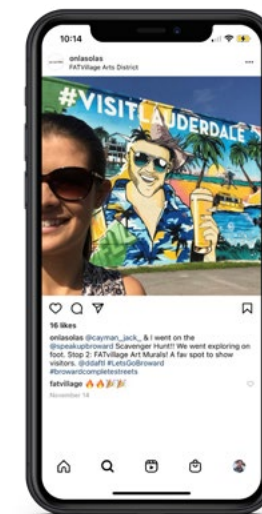 10:14
onlasolas
FATVillage Arts District
#VISITLAUDERDALE
16 likes
onlasolas @cayman_jack_ & I went on the
@speakupbroward Scavenger Hunt!! We went exploring on
foot. Stop 2: FATvillage Art Murals! A fav spot to show
visitors. @ddaftl #LetsGoBroward
#browardcompletestreets
fatvillage 🔥🔥🎉🎉
November 14